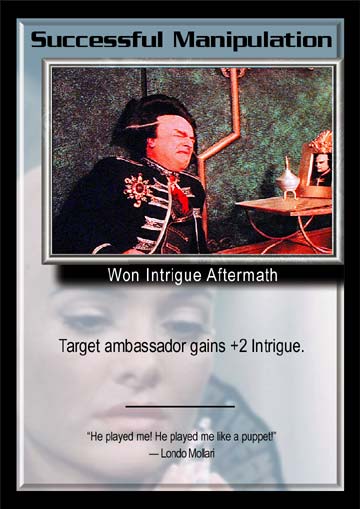 Successful Manipulation
Won Intrigue Aftermath
Target ambassador gains +2 Intrigue.
“He played me! He played me like a puppet!”
— Londo Mollari